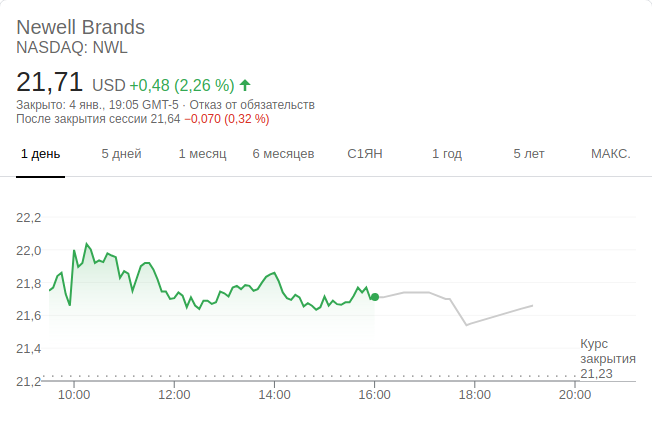 Newell Brands
NASDAQ: NWL
21,71 USD +0,48 (2,26 %)
Закрыто: 4 янв., 19:05 GMT-5 · Отказ от обязательств
После закрытия сессии 21,64 −0,070 (0,32 %)
1 день 5 дней 1 месяц 6 месяцев С1ЯН 1 год 5 лет МАКС.
22,2
22,0
21,8
21,6
21,4
Курс
закрытия
21,23
21,2
10:00 12:00 14:00 16:00 18:00 20:00